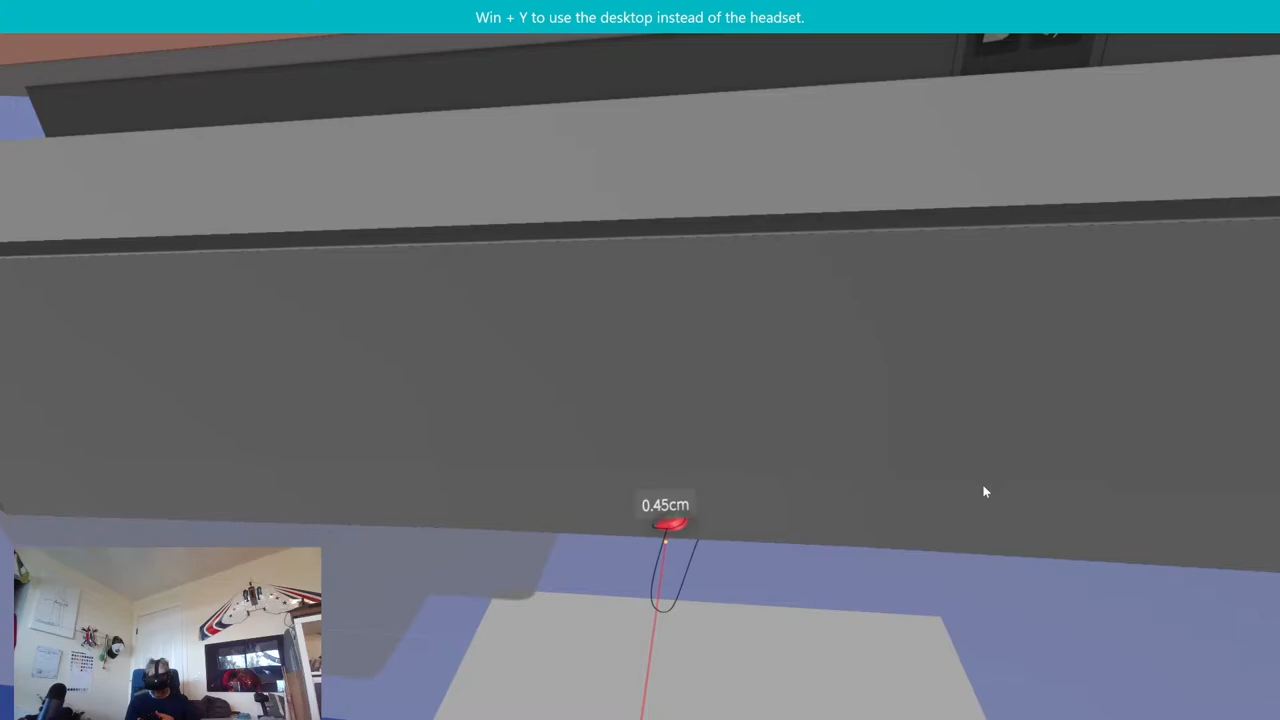 Win + Y to use the desktop instead of the headset.
0.45cm